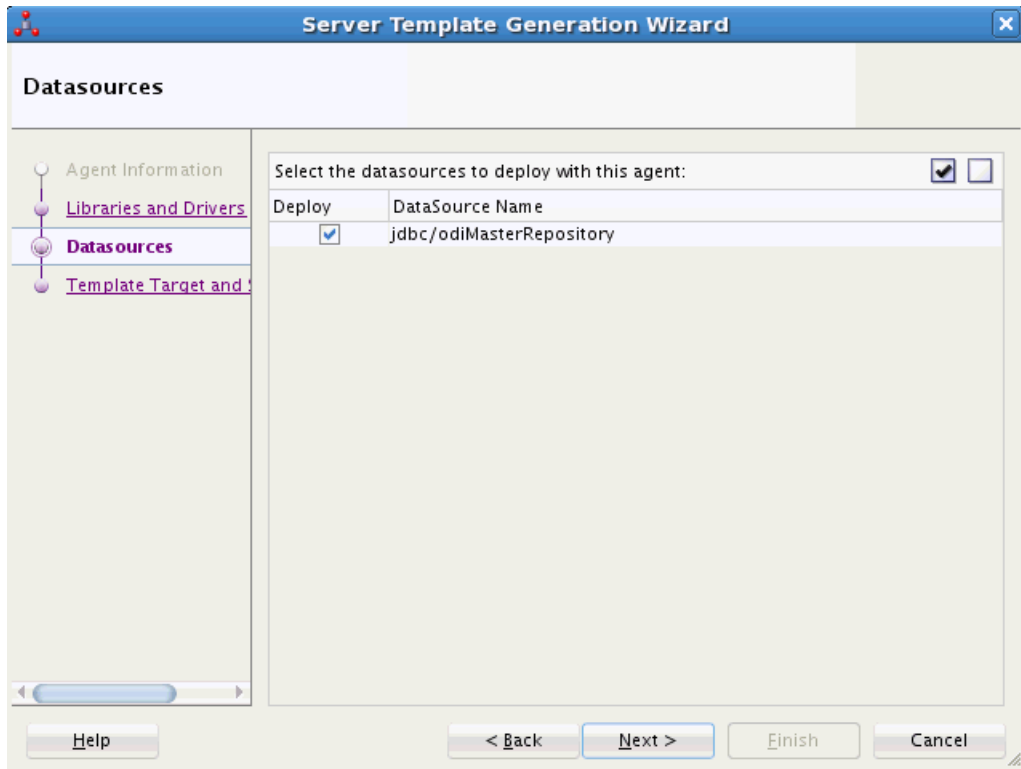 Server Template Generation Wizard
Datasources
Agent Information
Libraries and Drivers
Datasources
Template Target and
Select the datasources to deploy with this agent:
Deploy DataSource Name
jdbc/odiMasterRepository
Help < Back Next > Finish Cancel